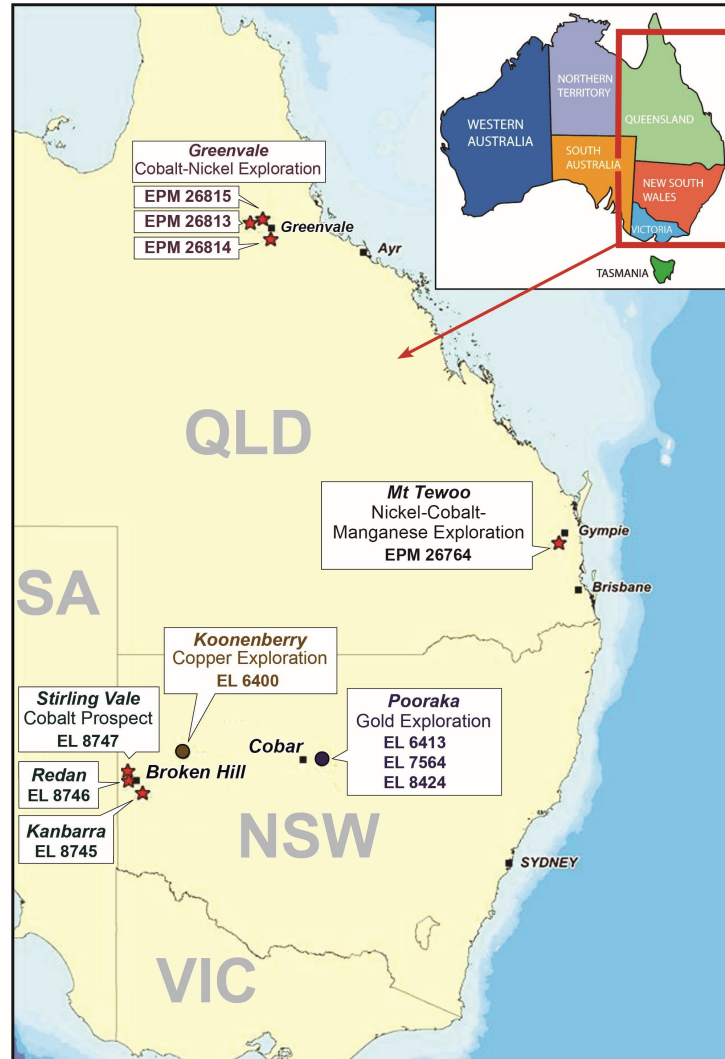 NORTHERN
TERRITORY
QUEENSLAND
WESTERN
AUSTRALIA
SOUTH
AUSTRALIA
NEW SOUTH
WALES
VICTORIA
TASMANIA
Greenvale
Cobalt-Nickel Exploration
EPM 26815
EPM 26813
EPM 26814
Greenvale
Ayr
QLD
Mt Tewoo
Nickel-Cobalt-
Manganese Exploration
EPM 26764
Gympie
Brisbane
SA
Koonenberry
Copper Exploration
EL 6400
Stirling Vale
Cobalt Prospect
EL 8747
Pooraka
Gold Exploration
EL 6413
EL 7564
EL 8424
Cobar
Broken Hill
Redan
EL 8746
Kanbarra
EL 8745
NSW
SYDNEY
VIC